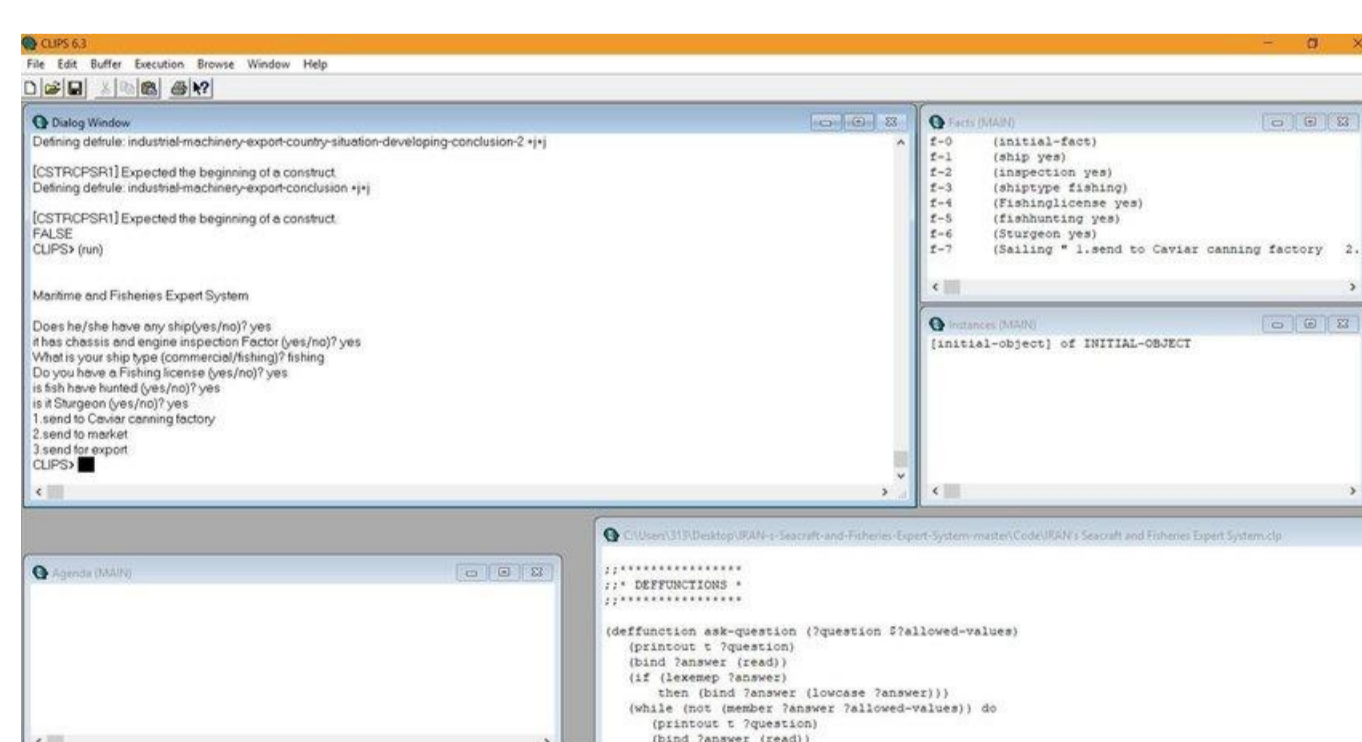 CLIPS 6.3
File Edit Buffer Execution Browse Window Help
Dialog Window
Defining defrule: industrial-machinery-export-country-situation-developing-conclusion-2 +j+j
[CSTRCPSR1] Expected the beginning of a construct.
Defining defrule: industrial-machinery-export-conclusion +j+j
[CSTRCPSR1] Expected the beginning of a construct.
FALSE
CLIPS> (run)
Maritime and Fisheries Expert System
Does he/she have any ship(yes/no)? yes
it has chassis and engine inspection Factor (yes/no)? yes
What is your ship type (commercial/fishing)? fishing
Do you have a Fishing license (yes/no)? yes
is fish have hunted (yes/no)? yes
is it Sturgeon (yes/no)? yes
1.send to Caviar canning factory
2.send to market
3.send for export
CLIPS>
Facts (MAIN)
f-0 (initial-fact)
f-1 (ship yes)
f-2 (inspection yes)
f-3 (shiptype fishing)
f-4 (Fishinglicense yes)
f-5 (fishhunting yes)
f-6 (Sturgeon yes)
f-7 (Sailing " 1.send to Caviar canning factory 2.
Instances (MAIN)
[initial-object] of INITIAL-OBJECT
Agenda (MAIN)
C:\Users\313\Desktop\IRAN-s-Seacraft-and-Fisheries-Expert-System-master\Code\IRAN's Seacraft and Fisheries Expert System.clp
;;****************
;;* DEFFUNCTIONS *
;;****************
(deffunction ask-question (?question $?allowed-values)
(printout t ?question)
(bind ?answer (read))
(if (lexemep ?answer)
then (bind ?answer (lowcase ?answer)))
(while (not (member ?answer ?allowed-values)) do
(printout t ?question)
(bind ?answer (read))